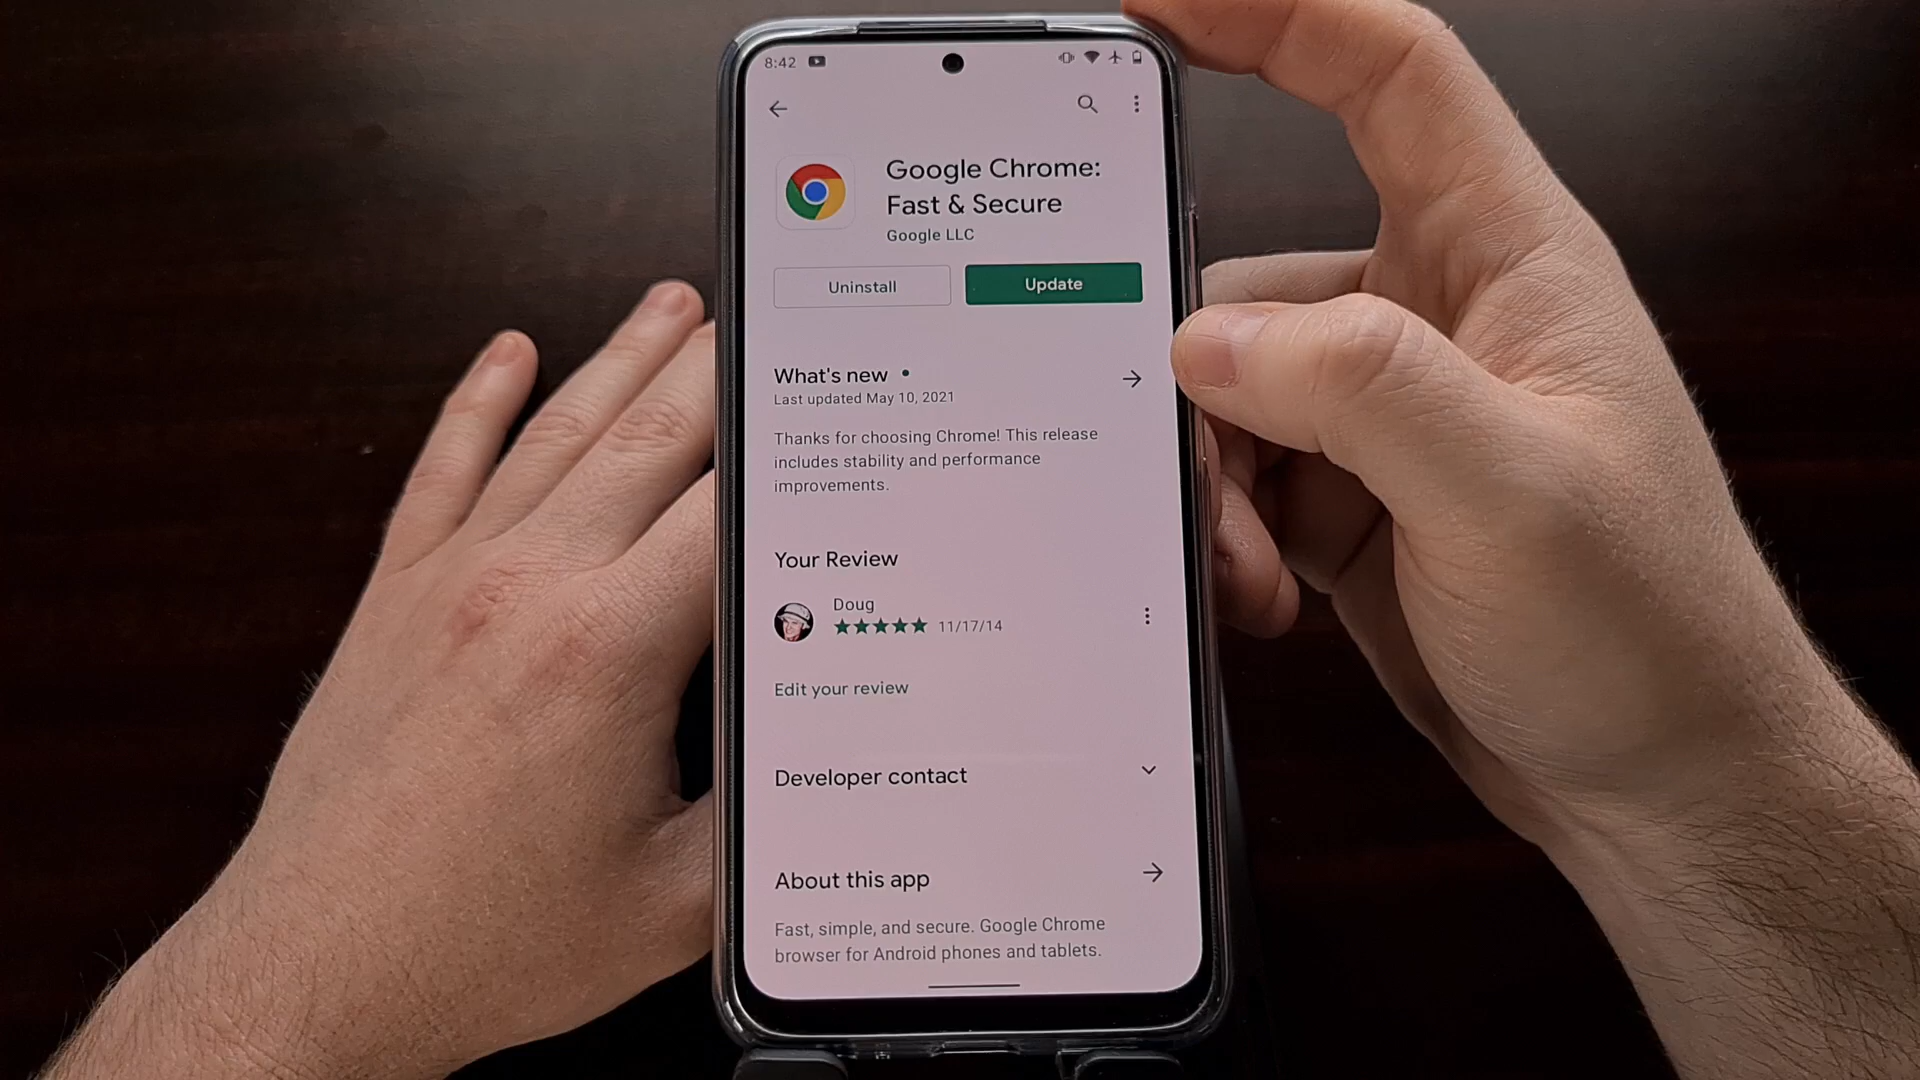 8:42
Google Chrome:
Fast & Secure
Google LLC
Uninstall
Update
What's new •
Last updated May 10, 2021
Thanks for choosing Chrome! This release
includes stability and performance
improvements.
Your Review
Doug
★★★★★ 11/17/14
Edit your review
Developer contact
About this app
Fast, simple, and secure. Google Chrome
browser for Android phones and tablets.